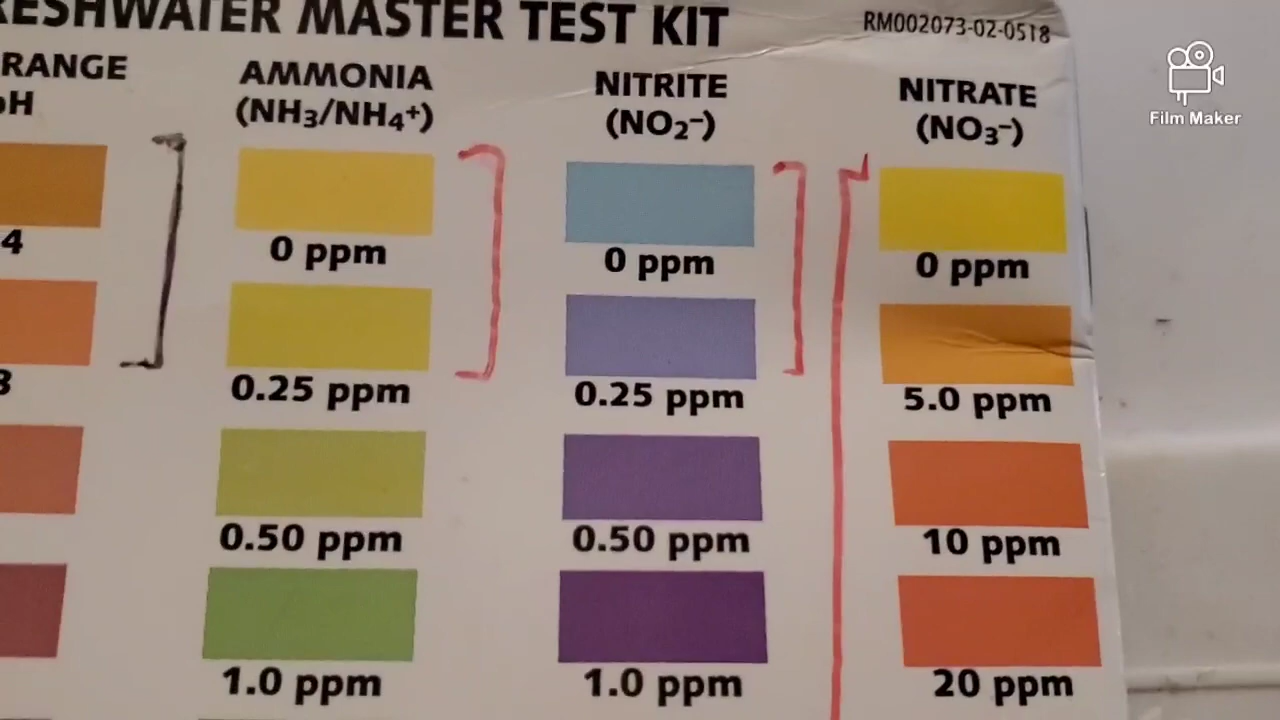 RESHWATER MASTER TEST KIT
RM002073-02-0518
Film Maker
RANGE
pH
4
AMMONIA
(NH3/NH4+)
0 ppm
0.25 ppm
0.50 ppm
1.0 ppm
NITRITE
(NO2–)
0 ppm
0.25 ppm
0.50 ppm
1.0 ppm
NITRATE
(NO3–)
0 ppm
5.0 ppm
10 ppm
20 ppm